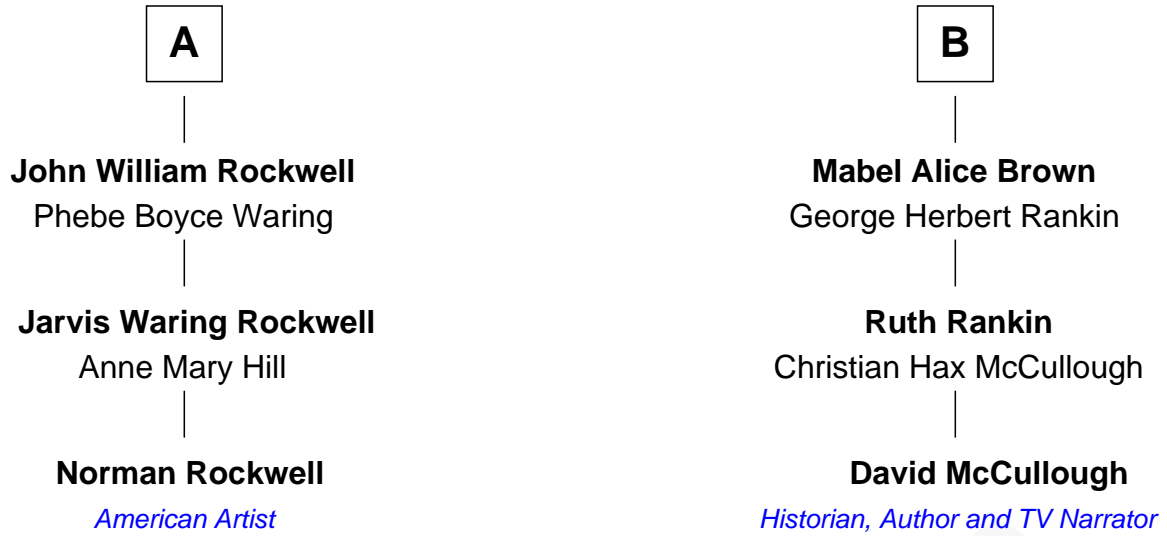 A
John William Rockwell
Phebe Boyce Waring
Jarvis Waring Rockwell
Anne Mary Hill
Norman Rockwell
American Artist
B
Mabel Alice Brown
George Herbert Rankin
Ruth Rankin
Christian Hax McCullough
David McCullough
Historian, Author and TV Narrator